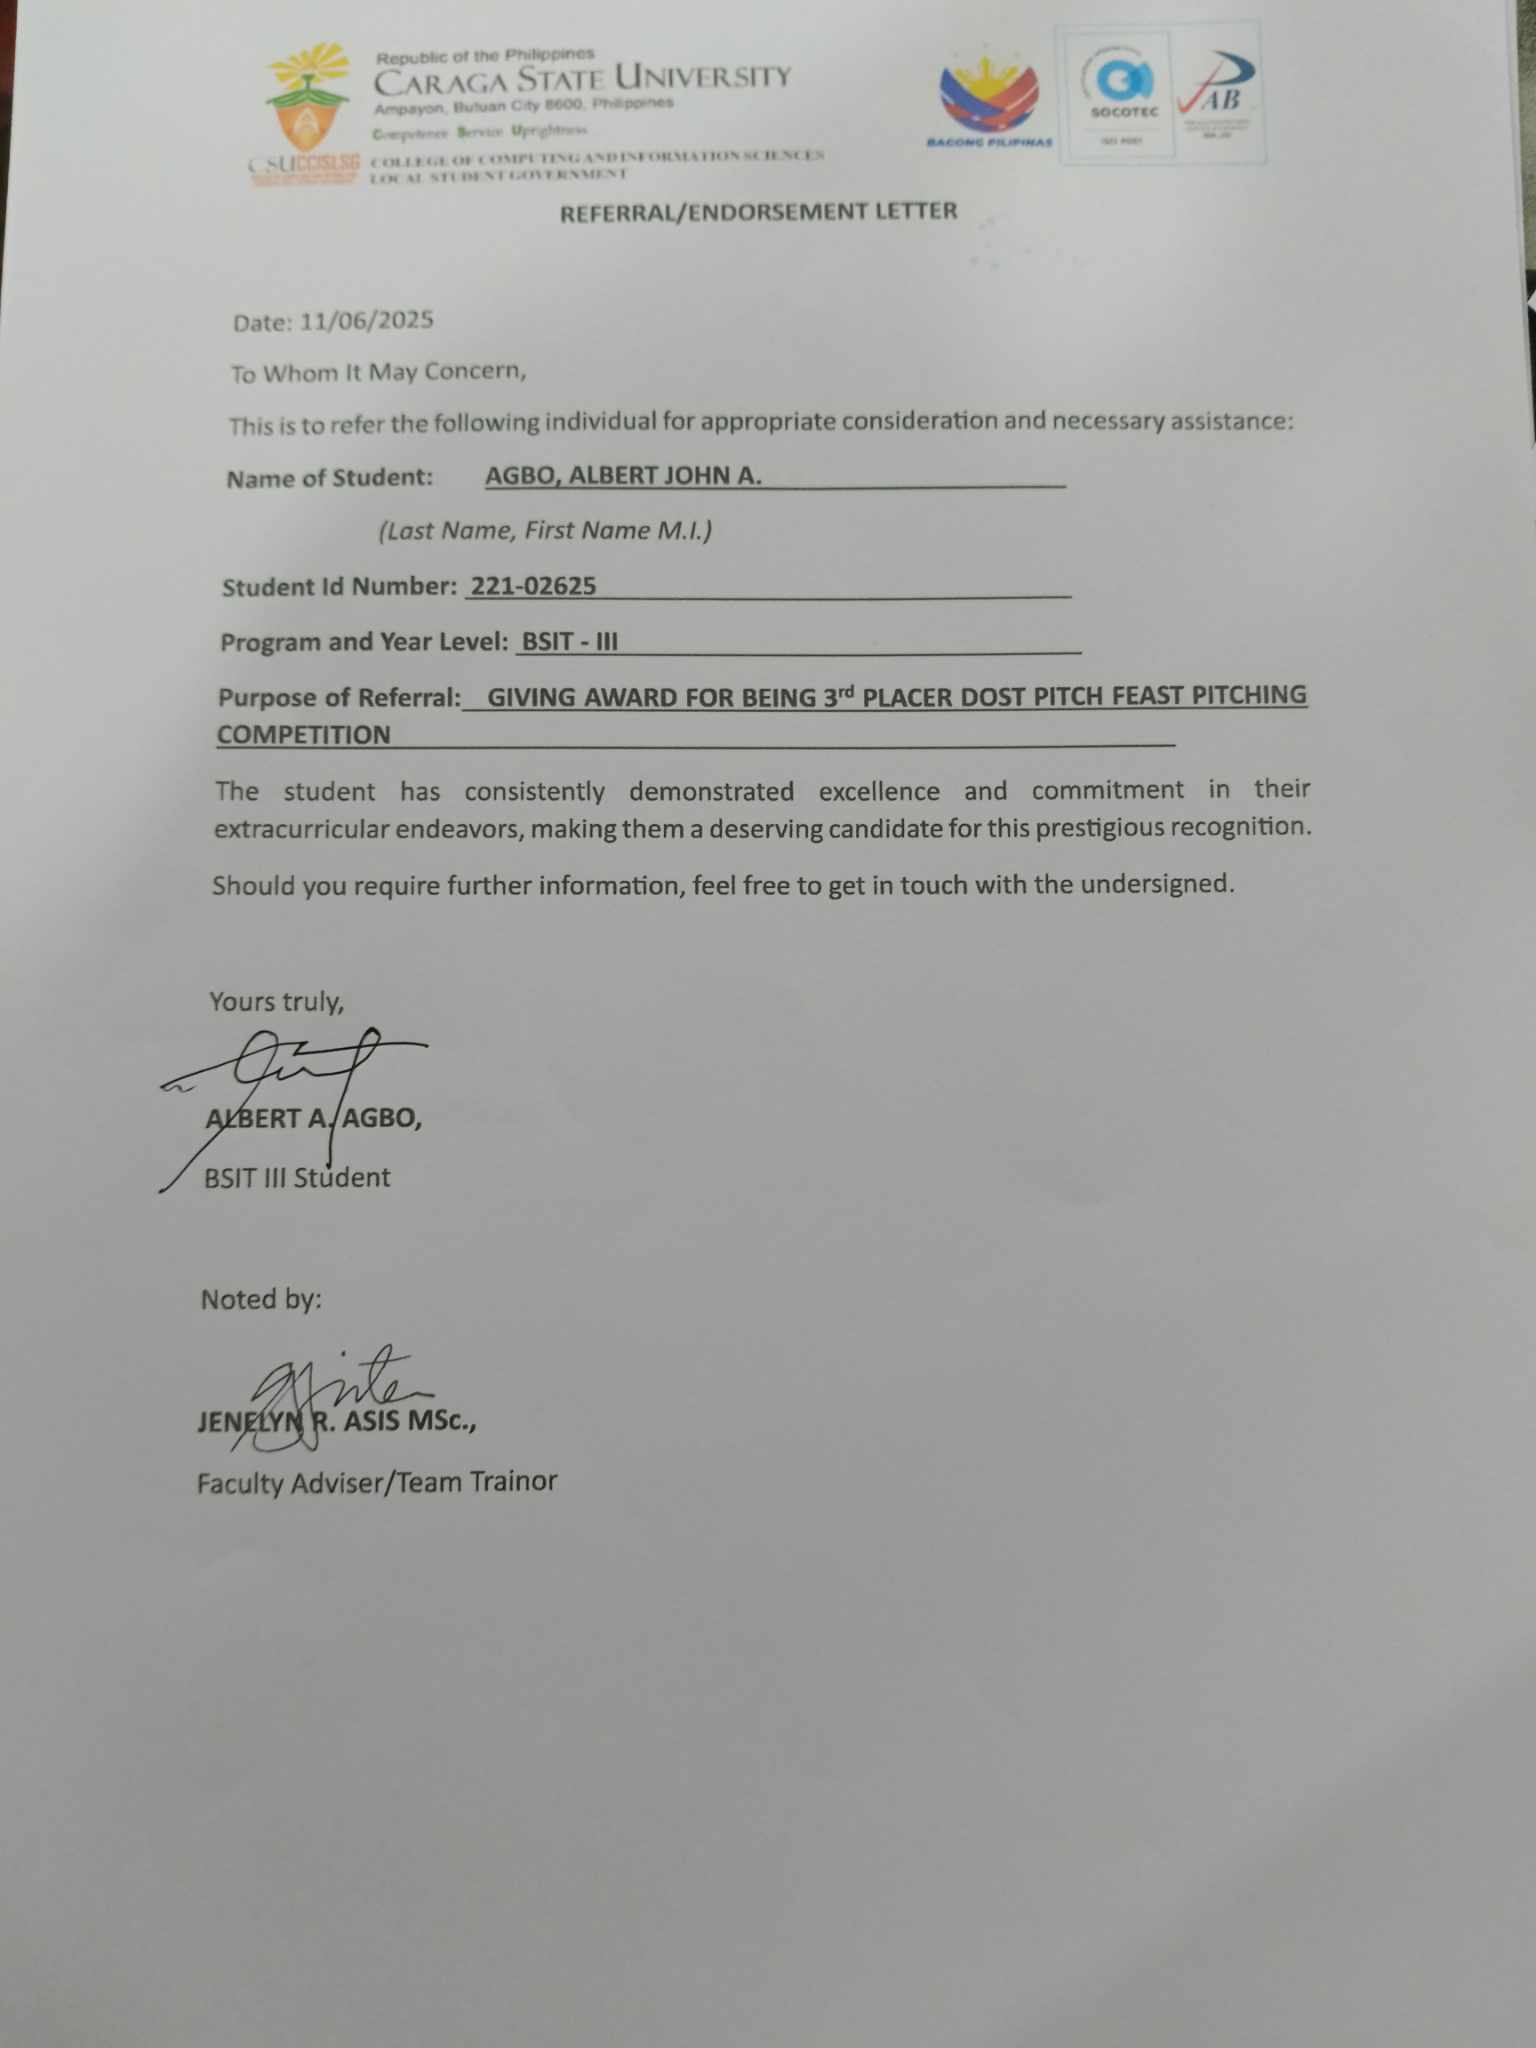 Republic of the Philippines
CARAGA STATE UNIVERSITY
Ampayon, Butuan City 8600, Philippines
Competence Service Uprightness
CSUCCISLSG
COLLEGE OF COMPUTING AND INFORMATION SCIENCES
LOCAL STUDENT GOVERNMENT
BAGONG PILIPINAS
SOCOTEC
ISO 9001
PAB
REFERRAL/ENDORSEMENT LETTER
Date: 11/06/2025
To Whom It May Concern,
This is to refer the following individual for appropriate consideration and necessary assistance:
Name of Student: AGBO, ALBERT JOHN A.
(Last Name, First Name M.I.)
Student Id Number: 221-02625
Program and Year Level: BSIT - III
Purpose of Referral: GIVING AWARD FOR BEING 3rd PLACER DOST PITCH FEAST PITCHING
COMPETITION
The student has consistently demonstrated excellence and commitment in their
extracurricular endeavors, making them a deserving candidate for this prestigious recognition.
Should you require further information, feel free to get in touch with the undersigned.
Yours truly,
ALBERT A. AGBO,
BSIT III Student
Noted by:
JENELYN R. ASIS MSc.,
Faculty Adviser/Team Trainor